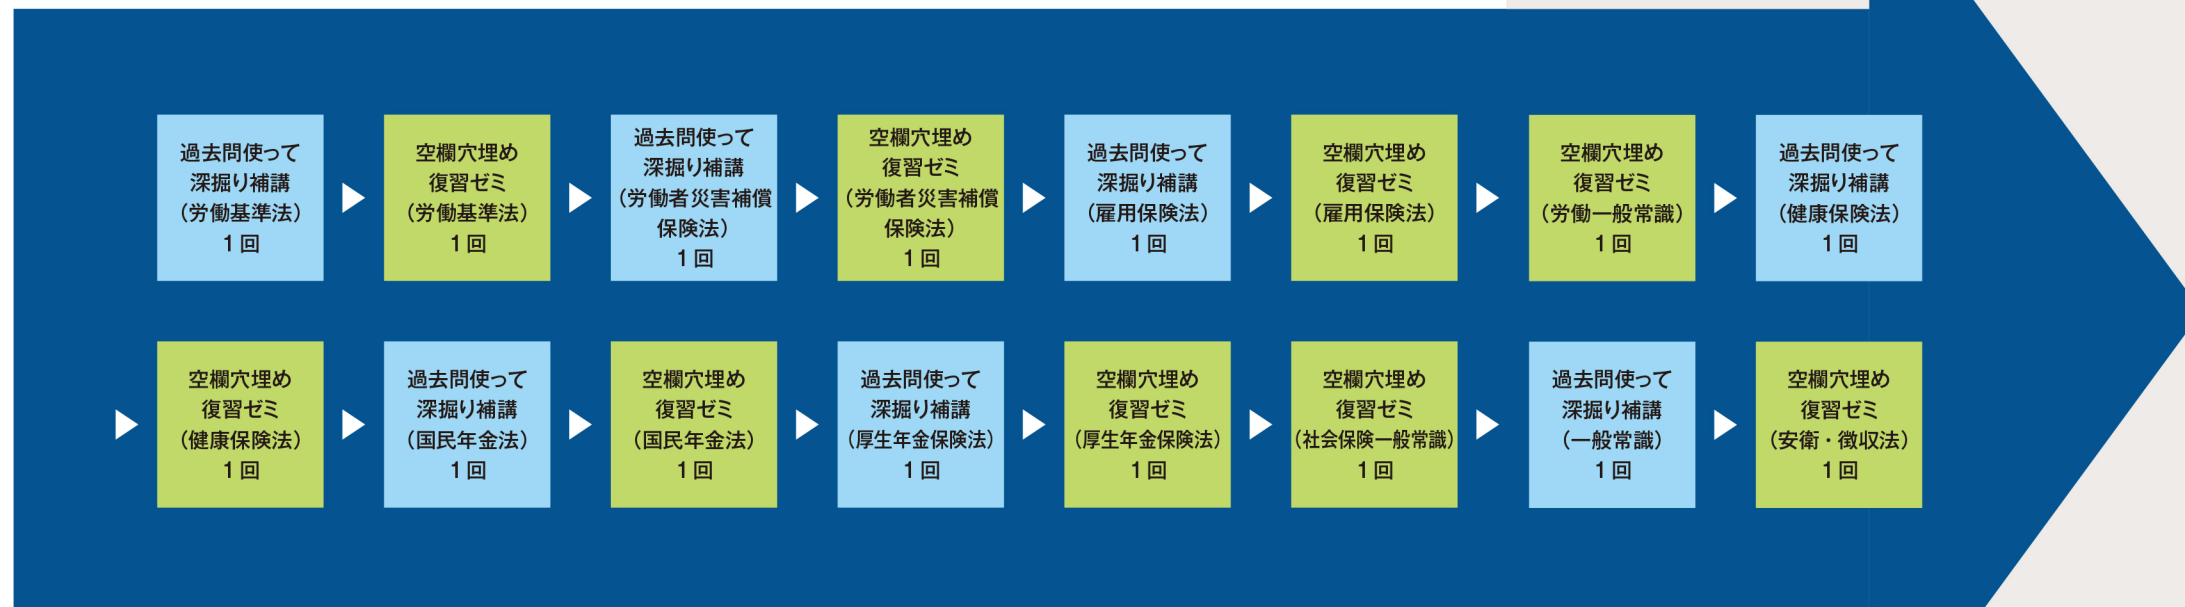 過去問使って
深掘り補講
（労働基準法）
1回
空欄穴埋め
復習ゼミ
（労働基準法）
1回
過去問使って
深掘り補講
（労働者災害補償
保険法）
1回
空欄穴埋め
復習ゼミ
（労働者災害補償
保険法）
1回
過去問使って
深掘り補講
（雇用保険法）
1回
空欄穴埋め
復習ゼミ
（雇用保険法）
1回
空欄穴埋め
復習ゼミ
（労働一般常識）
1回
過去問使って
深掘り補講
（健康保険法）
1回
空欄穴埋め
復習ゼミ
（健康保険法）
1回
過去問使って
深掘り補講
（国民年金法）
1回
空欄穴埋め
復習ゼミ
（国民年金法）
1回
過去問使って
深掘り補講
（厚生年金保険法）
1回
空欄穴埋め
復習ゼミ
（厚生年金保険法）
1回
空欄穴埋め
復習ゼミ
（社会保険一般常識）
1回
過去問使って
深掘り補講
（一般常識）
1回
空欄穴埋め
復習ゼミ
（安衛・徴収法）
1回